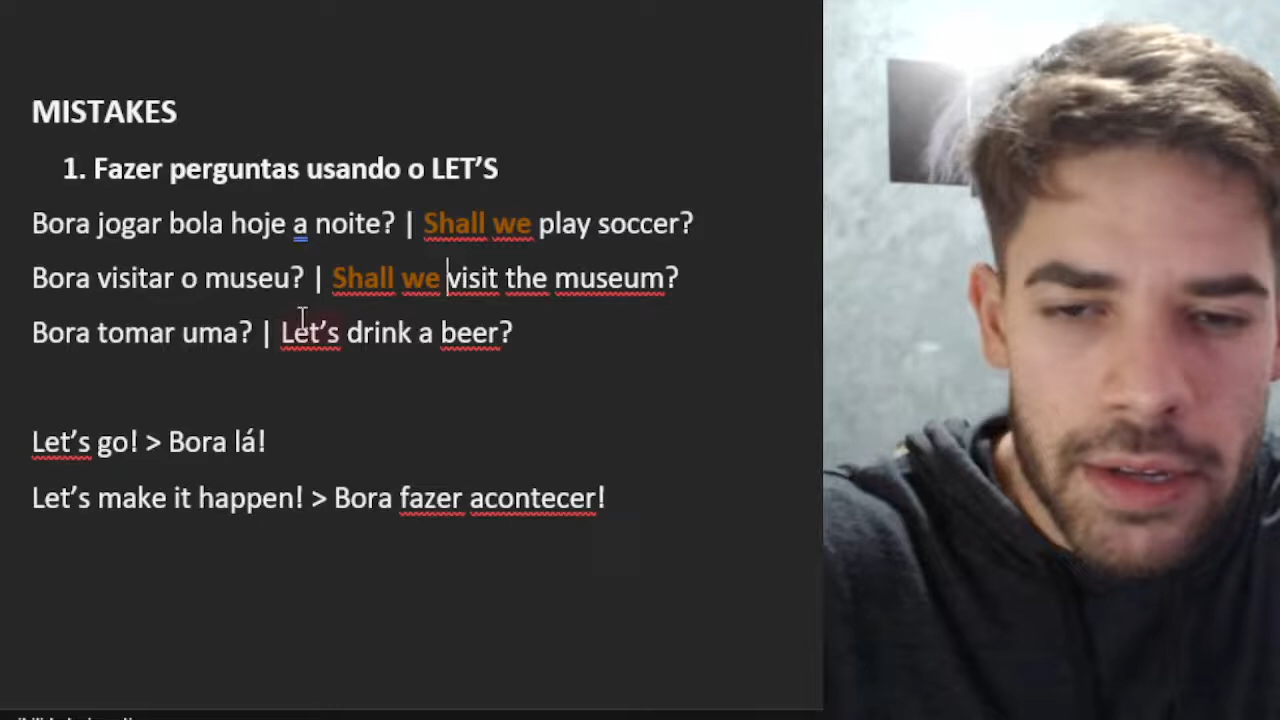 MISTAKES
1. Fazer perguntas usando o LET'S
Bora jogar bola hoje a noite? | Shall we play soccer?
Bora visitar o museu? | Shall we visit the museum?
Bora tomar uma? | Let's drink a beer?
Let's go! > Bora lá!
Let's make it happen! > Bora fazer acontecer!